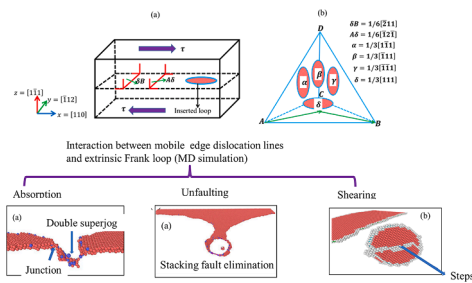 (a)
τ
δB
Aδ
τ
Inserted loop
z = [11̄1]
y = [1̄12]
x = [110]
(b)
D
α
β
γ
C
δ
A
B
δB = 1/6[2̄11]
Aδ = 1/6[12̄1]
α = 1/3[11̄1]
β = 1/3[1̄11]
γ = 1/3[1̄1̄1]
δ = 1/3[111]
Interaction between mobile edge dislocation lines
and extrinsic Frank loop (MD simulation)
Absorption
Unfaulting
Shearing
(a)
Double superjog
Junction
(a)
Stacking fault elimination
(b)
Steps